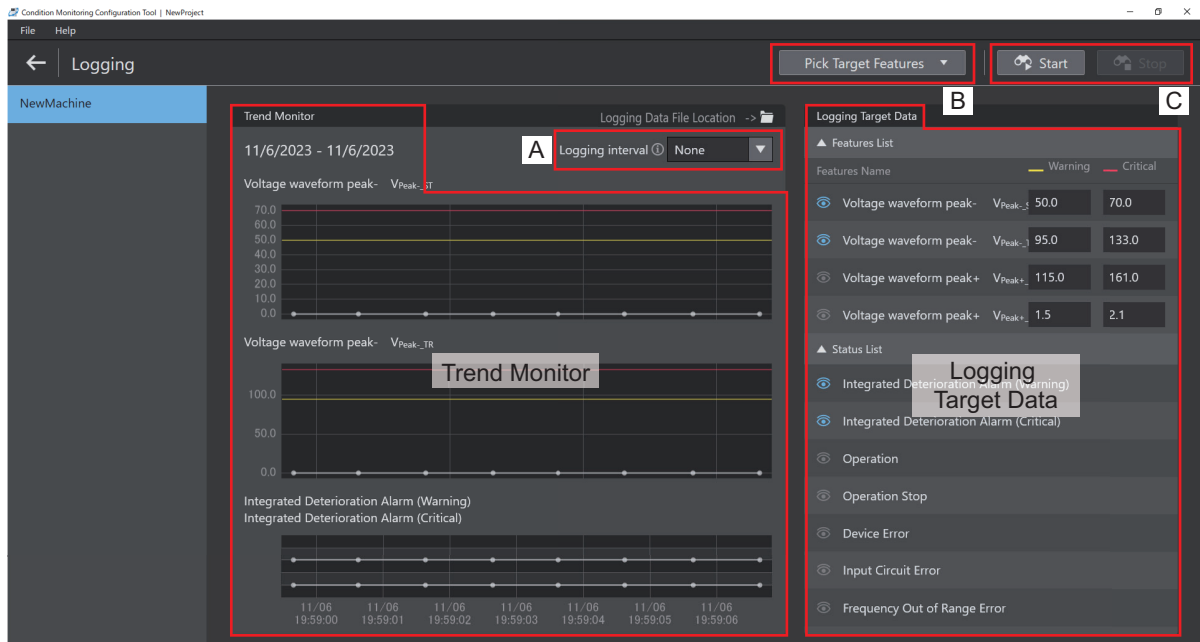 Condition Monitoring Configuration Tool | NewProject
File Help
Logging
Pick Target Features
Start
Stop
B
C
NewMachine
Trend Monitor
Logging Data File Location ->
11/6/2023 - 11/6/2023
A
Logging interval
None
Voltage waveform peak- VPeak-_ST
70.0
60.0
50.0
40.0
30.0
20.0
10.0
0.0
Voltage waveform peak- VPeak-_TR
Trend Monitor
100.0
50.0
0.0
Integrated Deterioration Alarm (Warning)
Integrated Deterioration Alarm (Critical)
11/06 11/06 11/06 11/06 11/06 11/06 11/06
19:59:00 19:59:01 19:59:02 19:59:03 19:59:04 19:59:05 19:59:06
Logging Target Data
Features List
Features Name Warning Critical
Voltage waveform peak- 50.0 70.0
Voltage waveform peak- 95.0 133.0
Voltage waveform peak+ VPeak+_ 115.0 161.0
Voltage waveform peak+ VPeak+_ 1.5 2.1
Status List
Logging
Target Data
Integrated Deterioration Alarm (Warning)
Integrated Deterioration Alarm (Critical)
Operation
Operation Stop
Device Error
Input Circuit Error
Frequency Out of Range Error